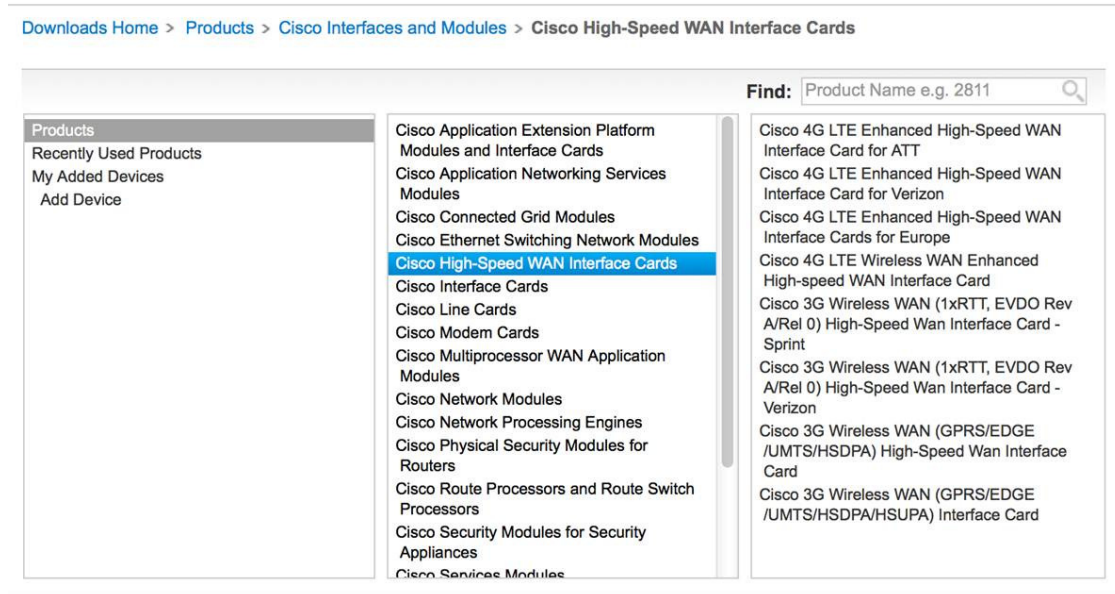 Downloads Home > Products > Cisco Interfaces and Modules > Cisco High-Speed WAN Interface Cards
Find: Product Name e.g. 2811
Products
Recently Used Products
My Added Devices
Add Device
Cisco Application Extension Platform
Modules and Interface Cards
Cisco Application Networking Services
Modules
Cisco Connected Grid Modules
Cisco Ethernet Switching Network Modules
Cisco High-Speed WAN Interface Cards
Cisco Interface Cards
Cisco Line Cards
Cisco Modem Cards
Cisco Multiprocessor WAN Application
Modules
Cisco Network Modules
Cisco Network Processing Engines
Cisco Physical Security Modules for
Routers
Cisco Route Processors and Route Switch
Processors
Cisco Security Modules for Security
Appliances
Cisco Services Modules
Cisco 4G LTE Enhanced High-Speed WAN
Interface Card for ATT
Cisco 4G LTE Enhanced High-Speed WAN
Interface Card for Verizon
Cisco 4G LTE Enhanced High-Speed WAN
Interface Cards for Europe
Cisco 4G LTE Wireless WAN Enhanced
High-speed WAN Interface Card
Cisco 3G Wireless WAN (1xRTT, EVDO Rev
A/Rel 0) High-Speed Wan Interface Card -
Sprint
Cisco 3G Wireless WAN (1xRTT, EVDO Rev
A/Rel 0) High-Speed Wan Interface Card -
Verizon
Cisco 3G Wireless WAN (GPRS/EDGE
/UMTS/HSDPA) High-Speed Wan Interface
Card
Cisco 3G Wireless WAN (GPRS/EDGE
/UMTS/HSDPA/HSUPA) Interface Card